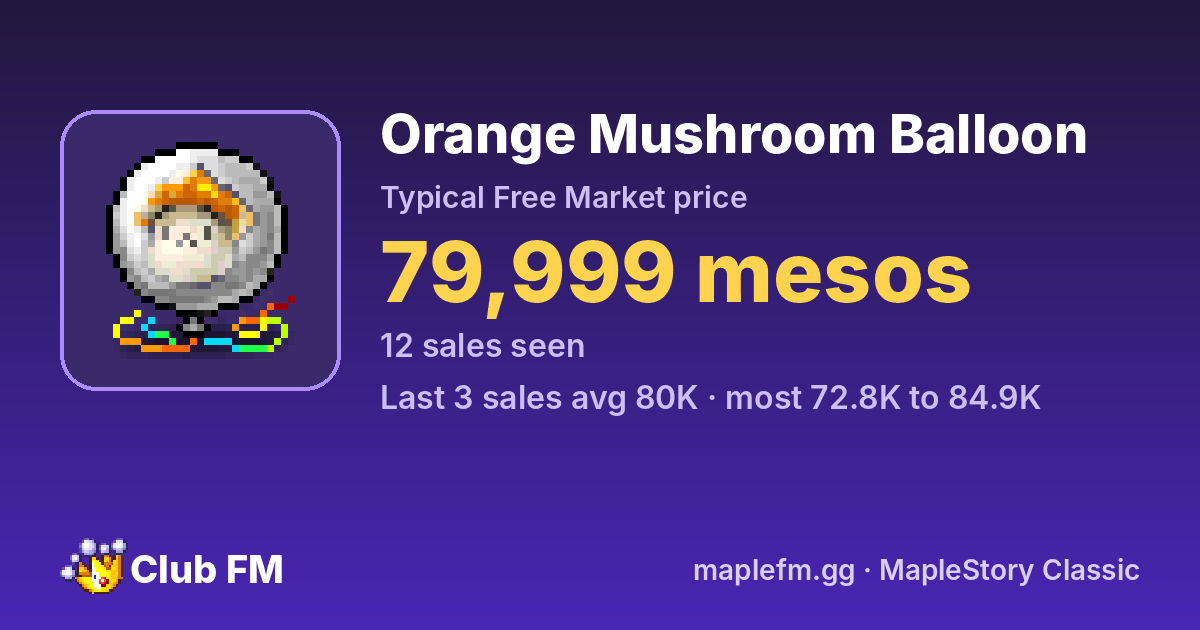 Orange Mushroom Balloon
Typical Free Market price
79,999 mesos
12 sales seen
Last 3 sales avg 80K · most 72.8K to 84.9K
Club FM
maplefm.gg · MapleStory Classic